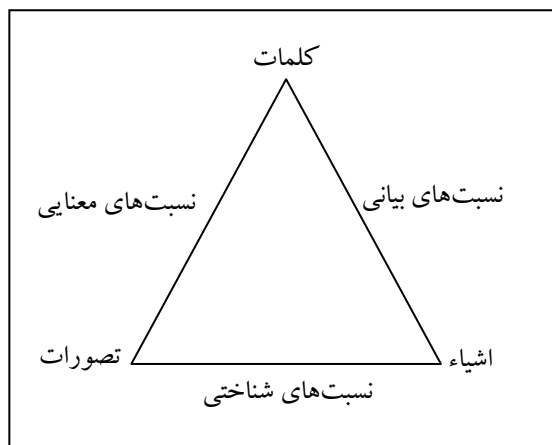 کلمات
نسبت‌های بیانی
نسبت‌های معنایی
اشیاء
تصورات
نسبت‌های شناختی